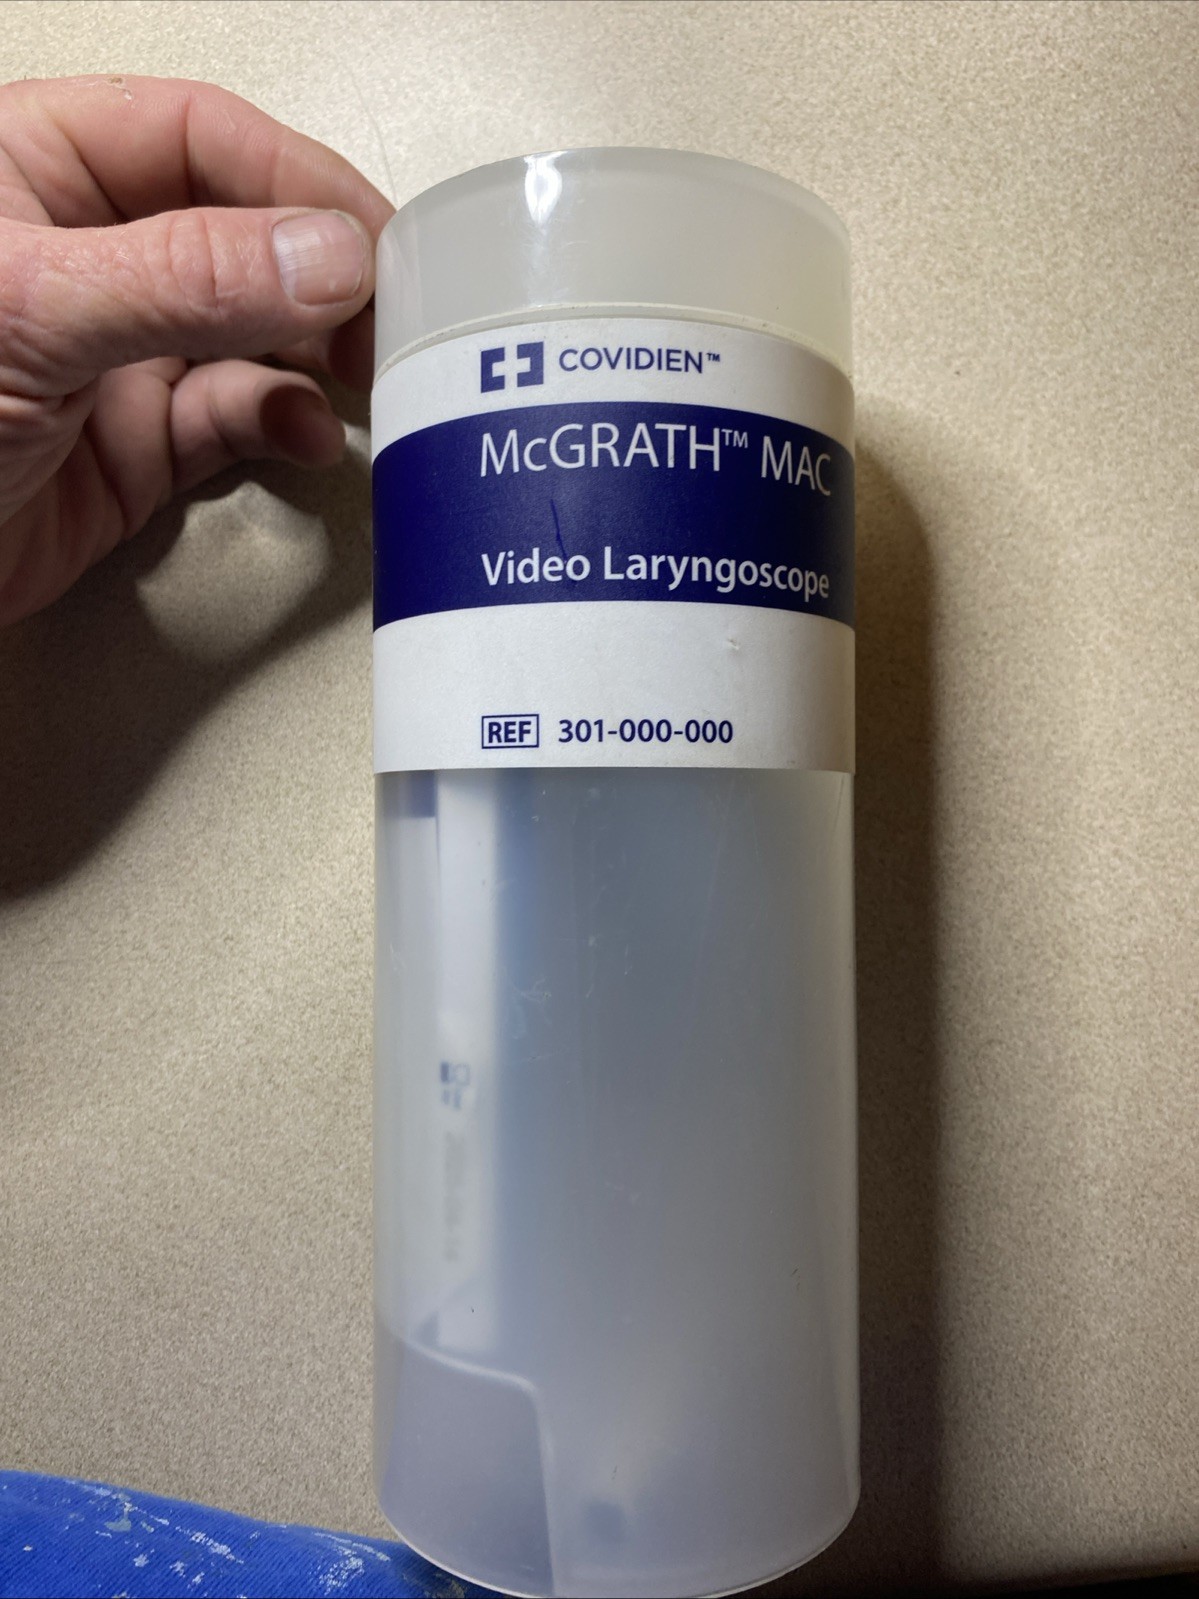 COVIDIEN™
McGRATH™ MAC
Video Laryngoscope
REF 301-000-000